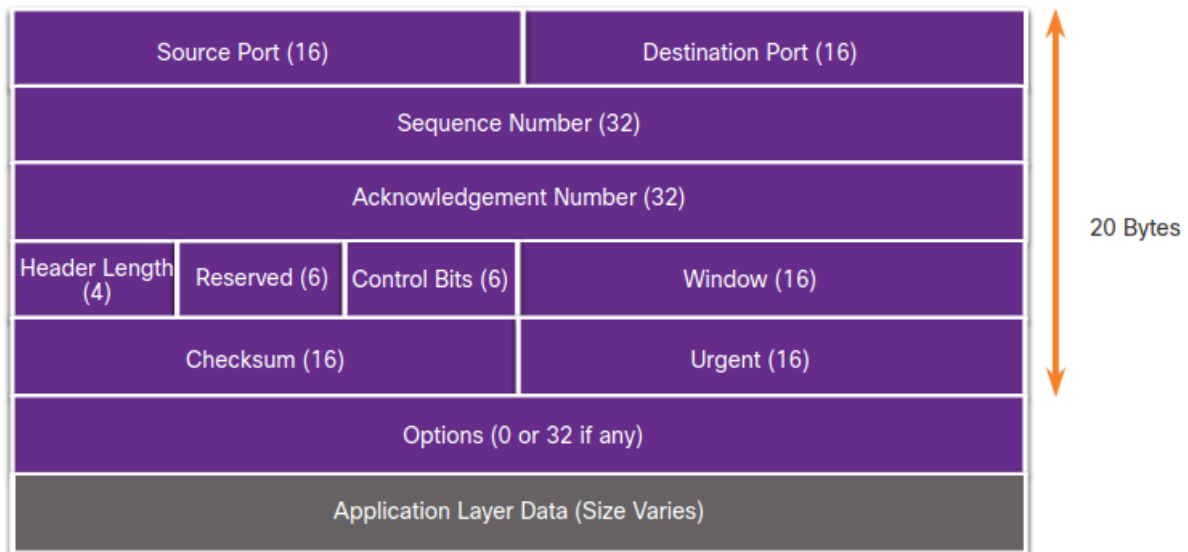 Source Port (16)
Destination Port (16)
Sequence Number (32)
Acknowledgement Number (32)
20 Bytes
Header Length
(4)
Reserved (6)
Control Bits (6)
Window (16)
Checksum (16)
Urgent (16)
Options (0 or 32 if any)
Application Layer Data (Size Varies)